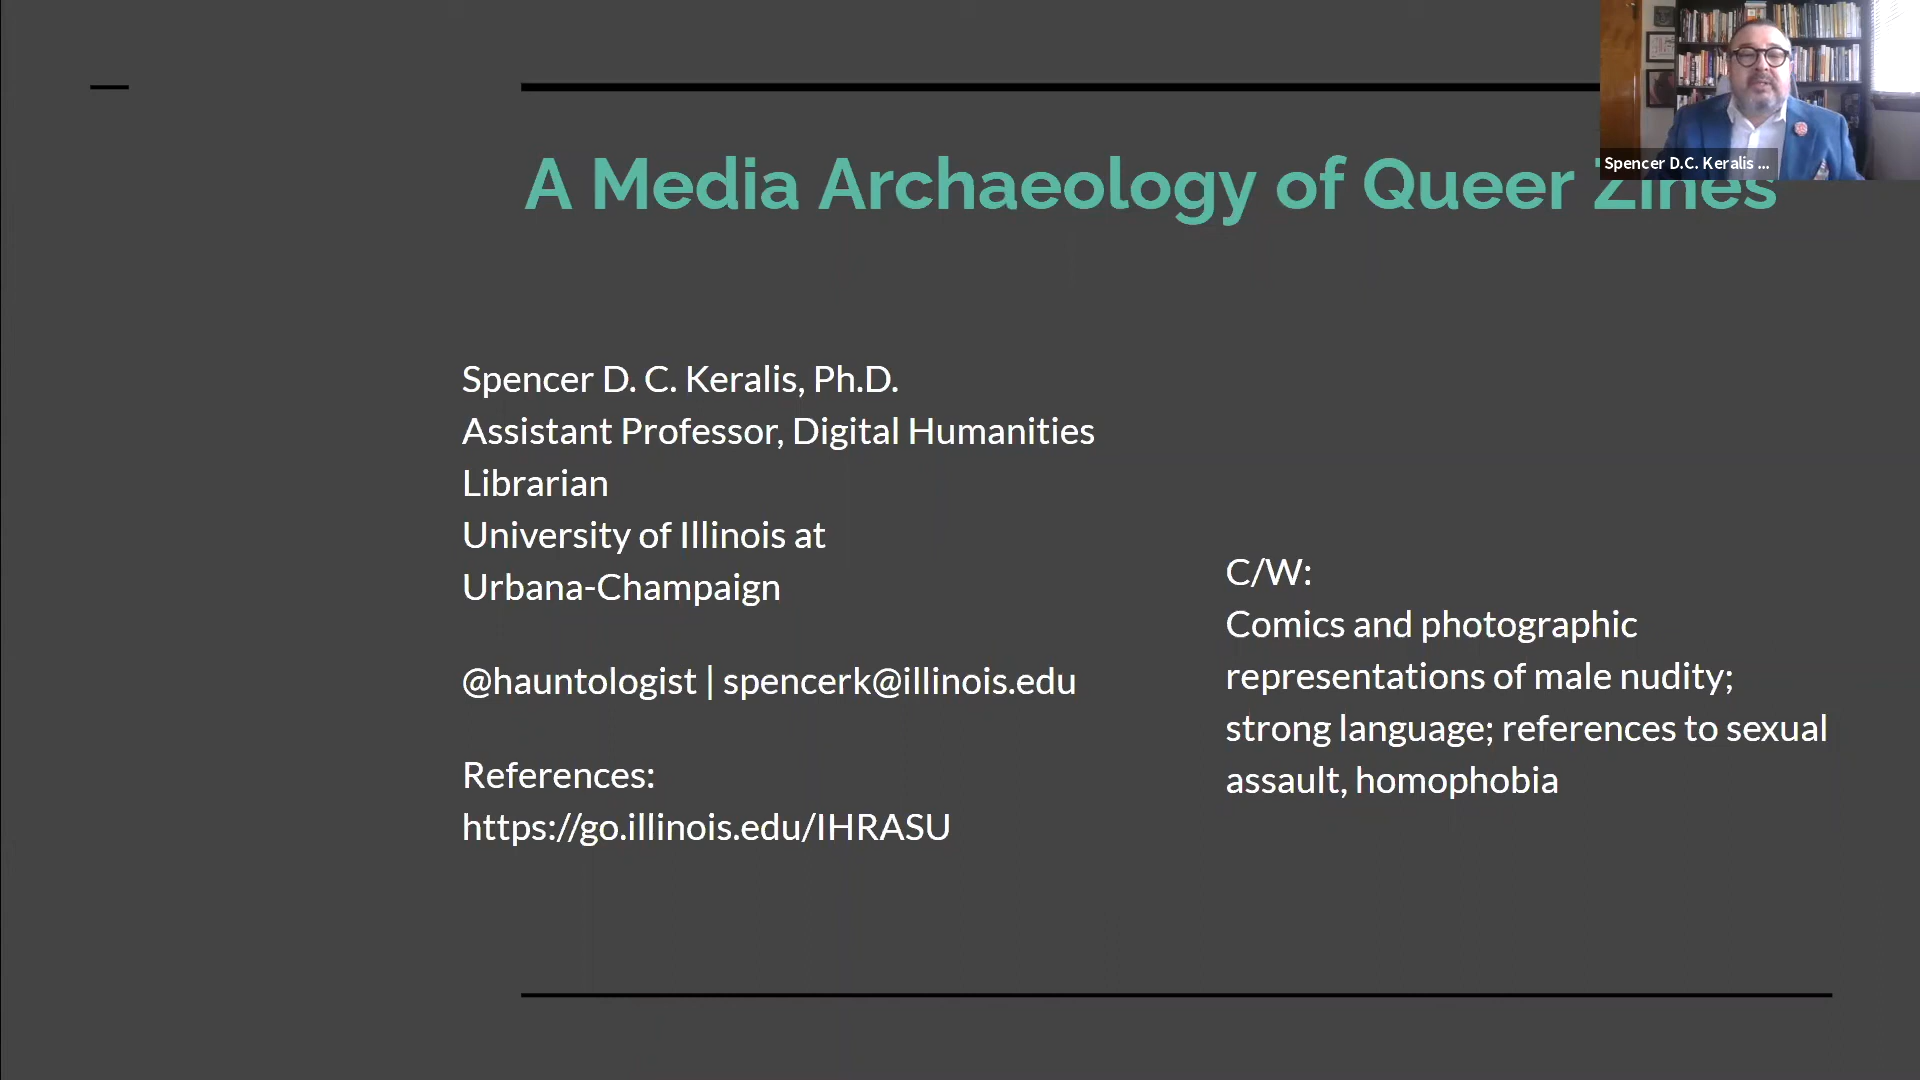 A Media Archaeology of Queer Zines
Spencer D.C. Keralis ...
Spencer D. C. Keralis, Ph.D.
Assistant Professor, Digital Humanities
Librarian
University of Illinois at
Urbana-Champaign
@hauntologist | spencerk@illinois.edu
References:
https://go.illinois.edu/IHRASU
C/W:
Comics and photographic
representations of male nudity;
strong language; references to sexual
assault, homophobia